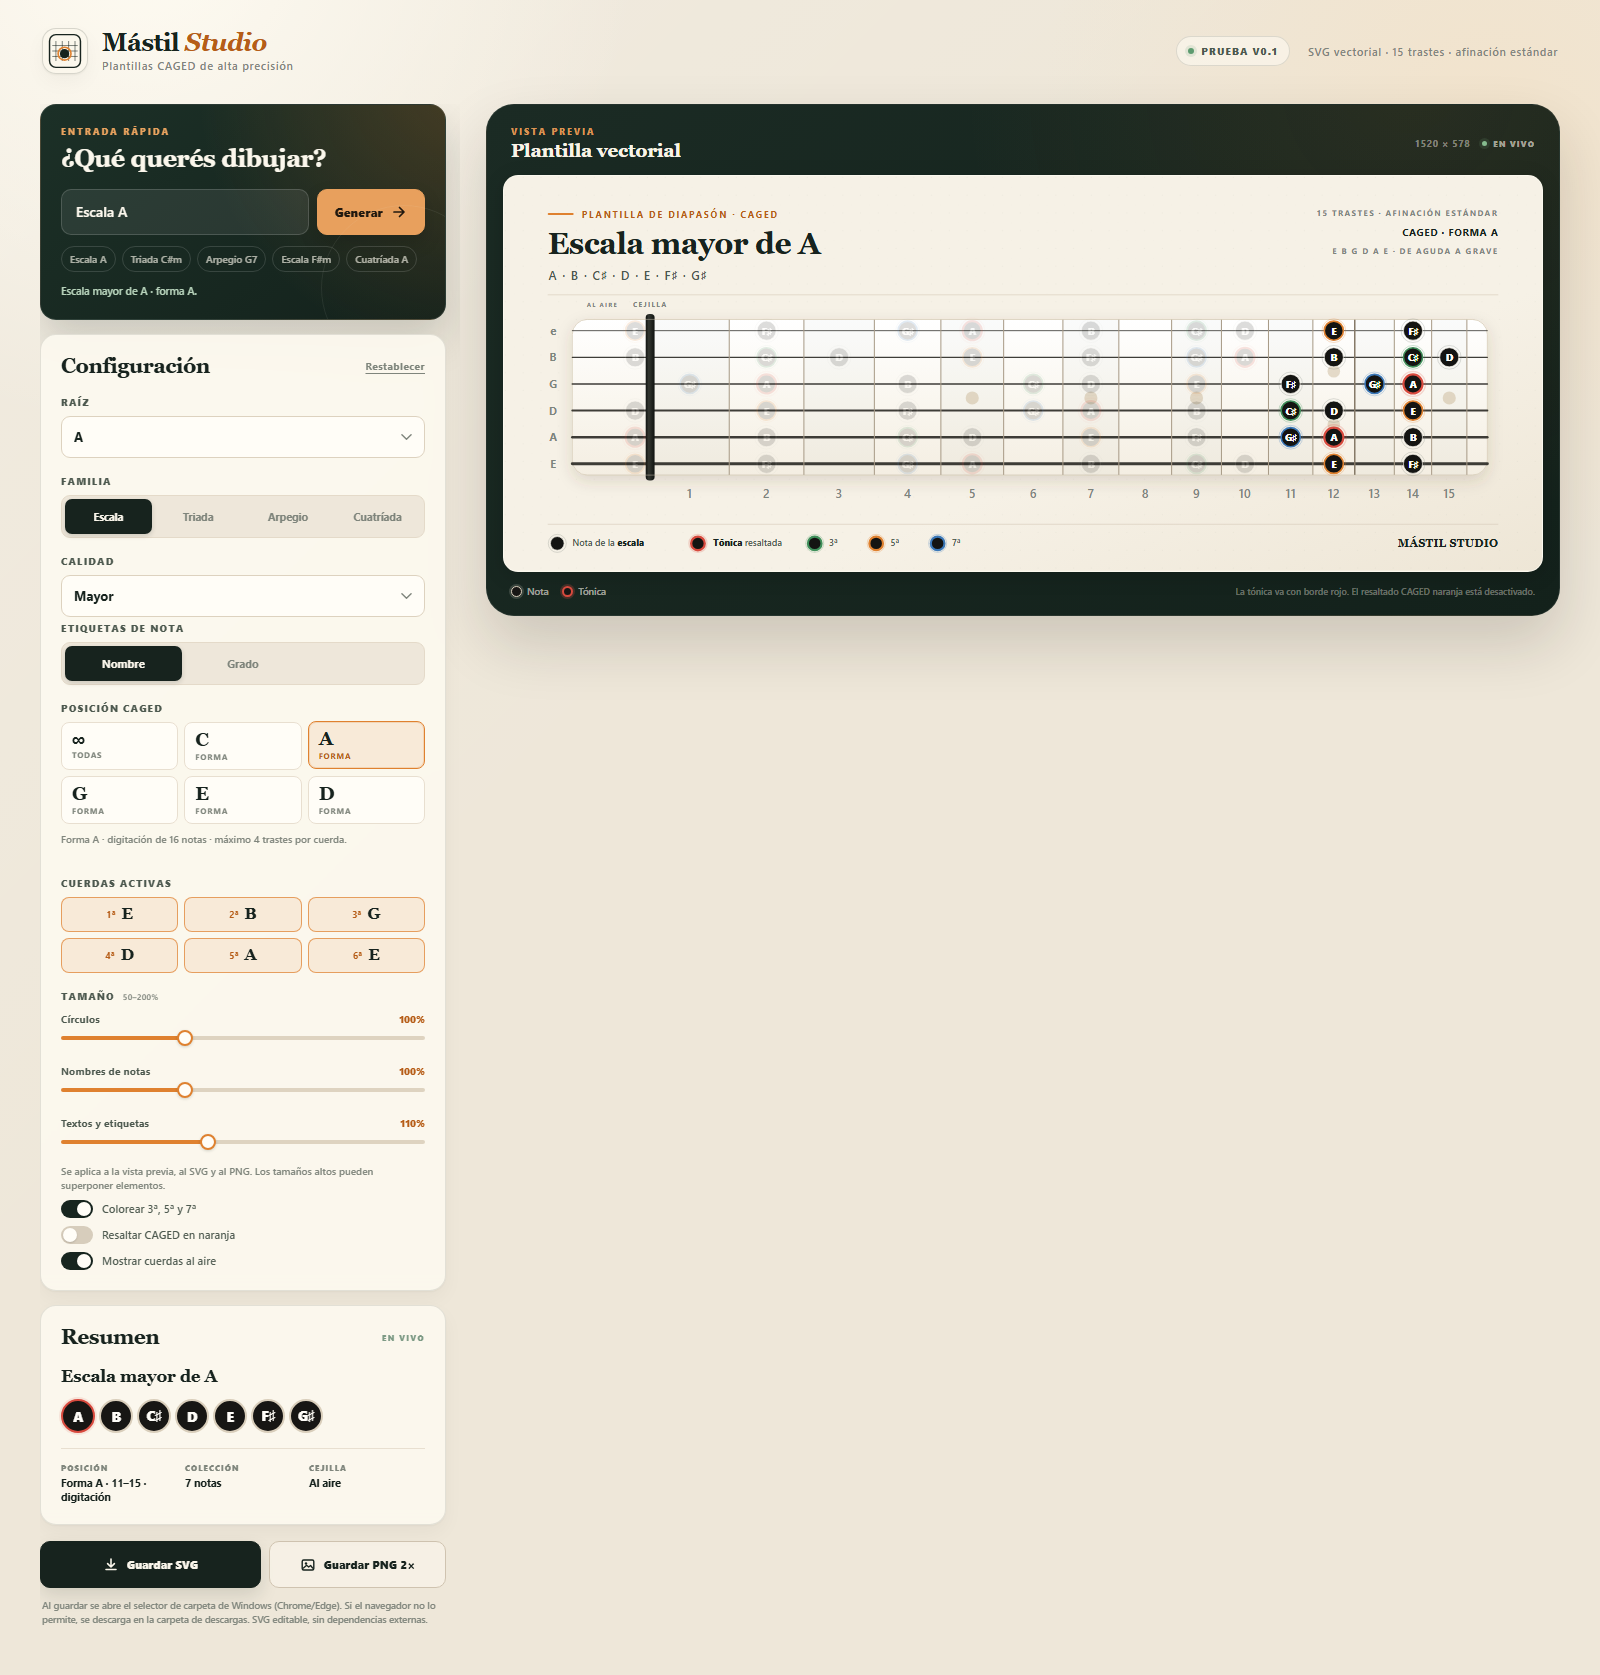 Mástil Studio
Plantillas CAGED de alta precisión
PRUEBA V0.1
SVG vectorial · 15 trastes · afinación estándar
ENTRADA RÁPIDA
¿Qué querés dibujar?
Escala A
Generar
Escala A
Triada C#m
Arpegio G7
Escala F#m
Cuatríada A
Escala mayor de A · forma A.
Configuración
Restablecer
RAÍZ
A
FAMILIA
Escala
Triada
Arpegio
Cuatríada
CALIDAD
Mayor
ETIQUETAS DE NOTA
Nombre
Grado
POSICIÓN CAGED
∞
TODAS
C
FORMA
A
FORMA
G
FORMA
E
FORMA
D
FORMA
Forma A · digitación de 16 notas · máximo 4 trastes por cuerda.
CUERDAS ACTIVAS
1ª E
2ª B
3ª G
4ª D
5ª A
6ª E
TAMAÑO 50–200%
Círculos 100%
Nombres de notas 100%
Textos y etiquetas 110%
Se aplica a la vista previa, al SVG y al PNG. Los tamaños altos pueden
superponer elementos.
Colorear 3ª, 5ª y 7ª
Resaltar CAGED en naranja
Mostrar cuerdas al aire
Resumen
EN VIVO
Escala mayor de A
A B C♯ D E F♯ G♯
POSICIÓN
Forma A · 11–15 ·
digitación
COLECCIÓN
7 notas
CEJILLA
Al aire
Guardar SVG
Guardar PNG 2×
Al guardar se abre el selector de carpeta de Windows (Chrome/Edge). Si el navegador no lo
permite, se descarga en la carpeta de descargas. SVG editable, sin dependencias externas.
VISTA PREVIA
Plantilla vectorial
1520 × 578
EN VIVO
PLANTILLA DE DIAPASÓN · CAGED
Escala mayor de A
A · B · C♯ · D · E · F♯ · G♯
15 TRASTES · AFINACIÓN ESTÁNDAR
CAGED · FORMA A
E B G D A E · DE AGUDA A GRAVE
AL AIRE
CEJILLA
e E F♯ G♯ A B C♯ D E F♯
B B C♯ D E F♯ G♯ A B C♯ D
G G♯ A B G♯ D E F♯ G♯ A
D D E F♯ G♯ A B C♯ D E
A A B G♯ D E F♯ G♯ A B
E E F♯ G♯ A B G♯ D E F♯
1 2 3 4 5 6 7 8 9 10 11 12 13 14 15
Nota de la escala
Tónica resaltada
3ª
5ª
7ª
MÁSTIL STUDIO
Nota
Tónica
La tónica va con borde rojo. El resaltado CAGED naranja está desactivado.